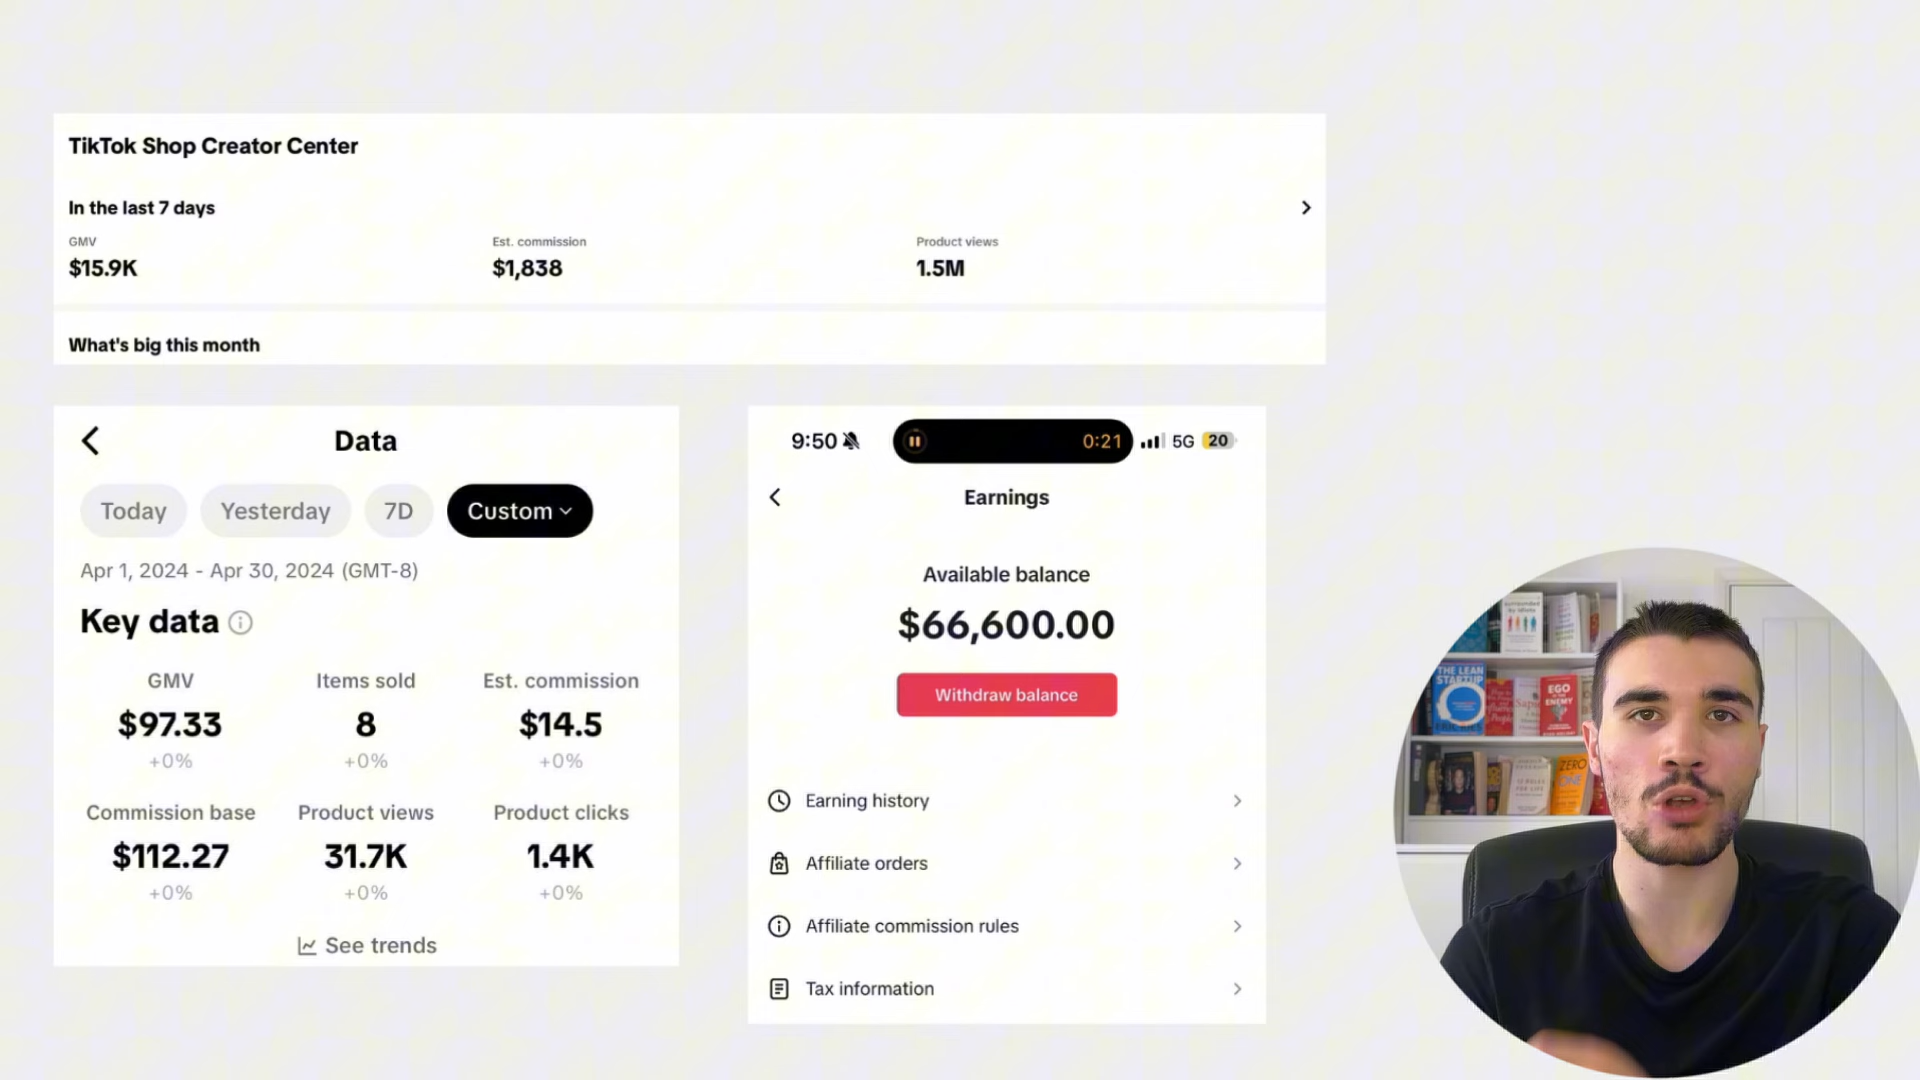 TikTok Shop Creator Center
In the last 7 days
GMV
Est. commission
Product views
$15.9K
$1,838
1.5M
What's big this month
Data
Today
Yesterday
7D
Custom
Apr 1, 2024 - Apr 30, 2024 (GMT-8)
Key data
GMV
Items sold
Est. commission
$97.33
8
$14.5
+0%
+0%
+0%
Commission base
Product views
Product clicks
$112.27
31.7K
1.4K
+0%
+0%
+0%
See trends
9:50
0:21
5G
20
Earnings
Available balance
$66,600.00
Withdraw balance
Earning history
Affiliate orders
Affiliate commission rules
Tax information
THE LEAN
STARTUP
EGO
IS THE
ENEMY
ZERO
ONE